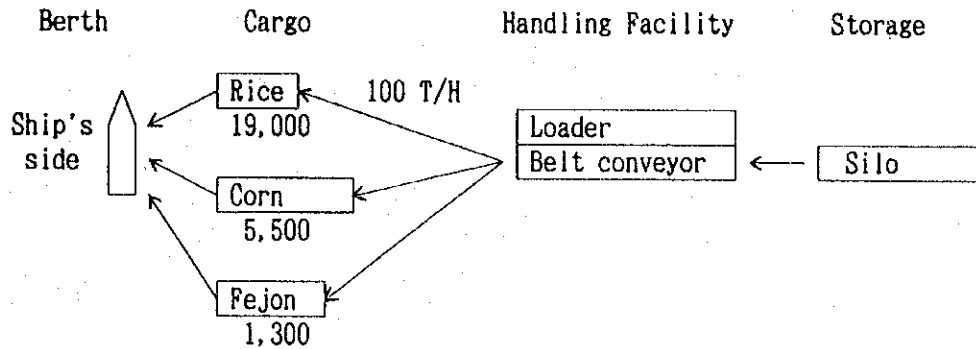 Berth Cargo Handling Facility Storage
Rice 100 T/H
19,000
Ship's
side
Loader
Belt conveyor
Silo
Corn
5,500
Fejon
1,300